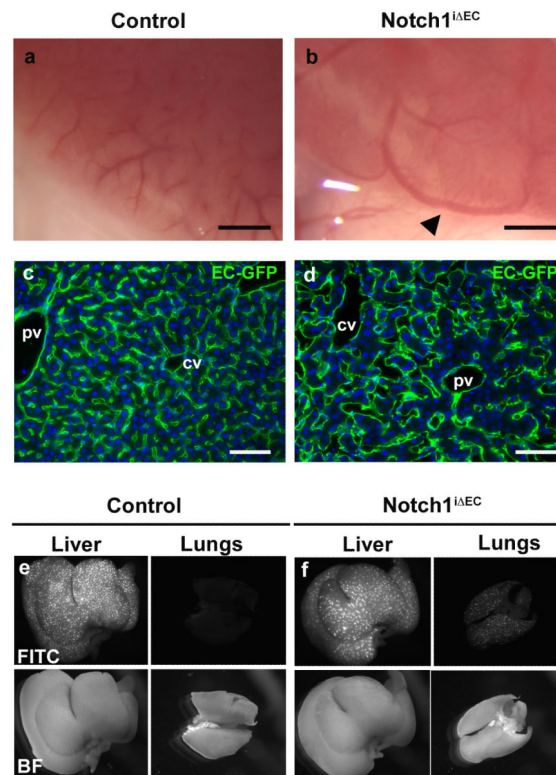 Control Notch1iΔEC
a b
c EC-GFP d EC-GFP
pv cv cv pv
Control Notch1iΔEC
Liver Lungs Liver Lungs
e f
FITC
BF